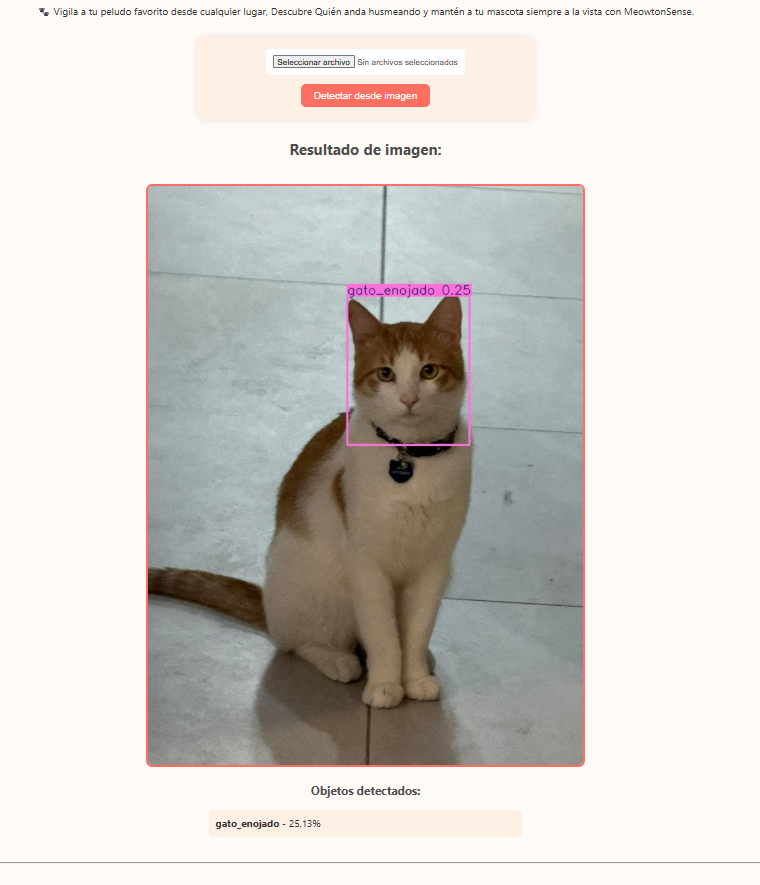 🐾 Vigila a tu peludo favorito desde cualquier lugar, Descubre Quién anda husmeando y mantén a tu mascota siempre a la vista con MeowtonSense.
Seleccionar archivo Sin archivos seleccionados
Detectar desde imagen
Resultado de imagen:
gato_enojado 0.25
Objetos detectados:
gato_enojado - 25.13%